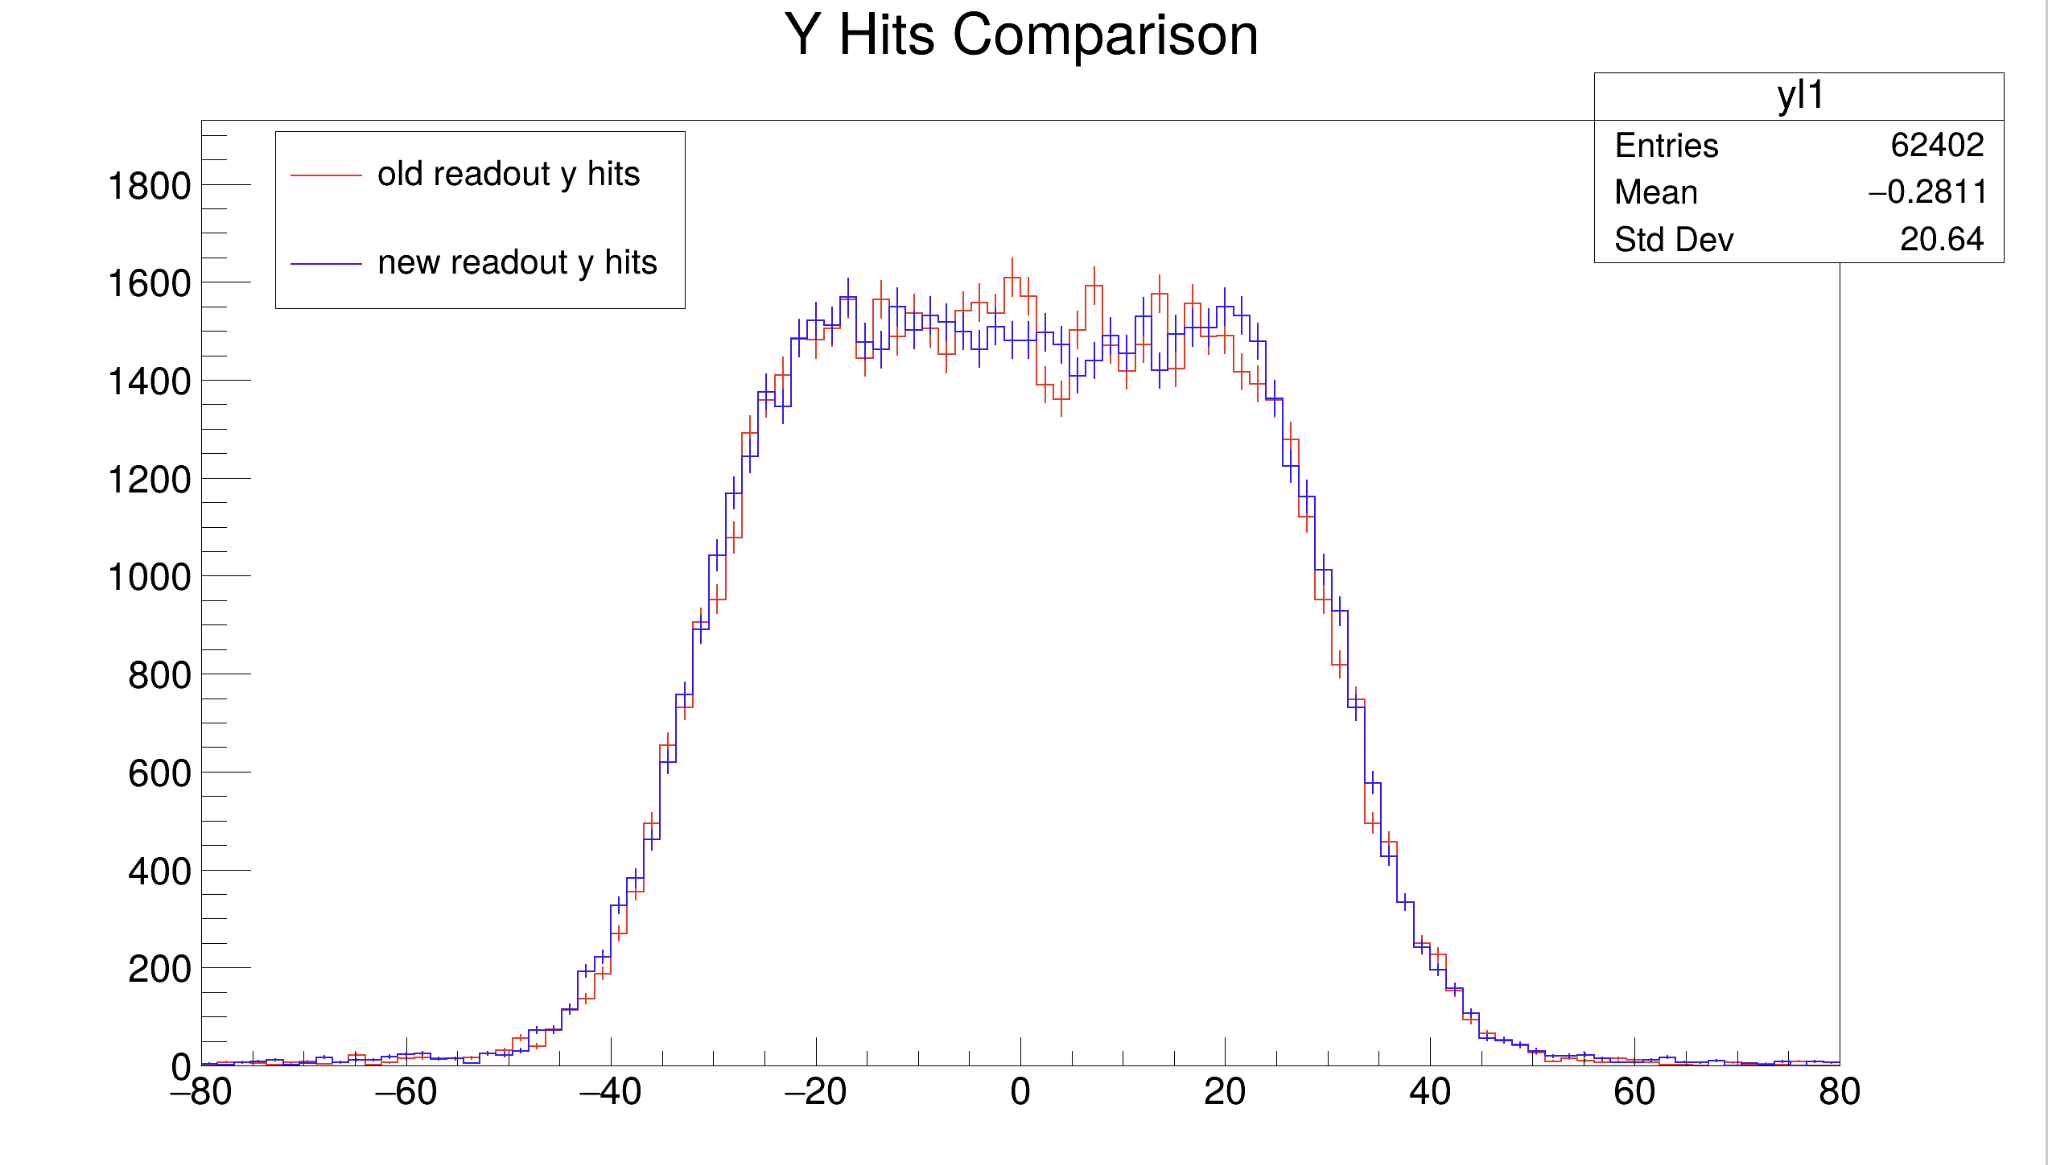 Y Hits Comparison
yl1
Entries 62402
Mean −0.2811
Std Dev 20.64
old readout y hits
new readout y hits
1800
1600
1400
1200
1000
800
600
400
200
0
−80 −60 −40 −20 0 20 40 60 80